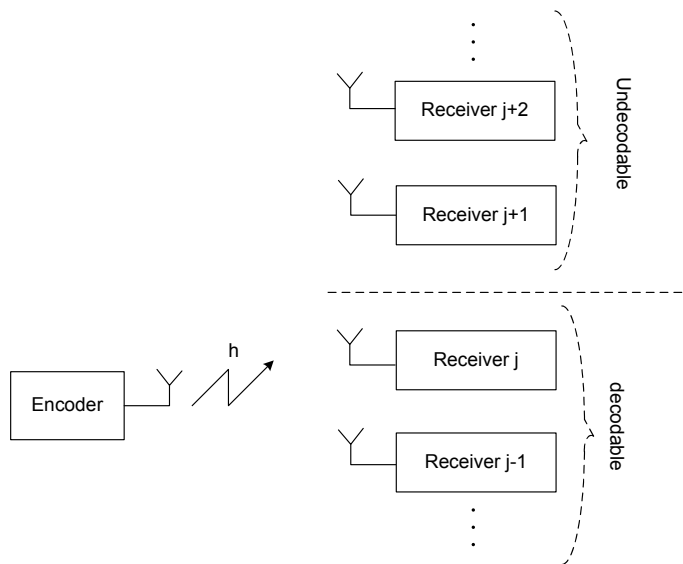 Receiver j+2
Undecodable
Receiver j+1
h
Receiver j
Encoder
decodable
Receiver j-1